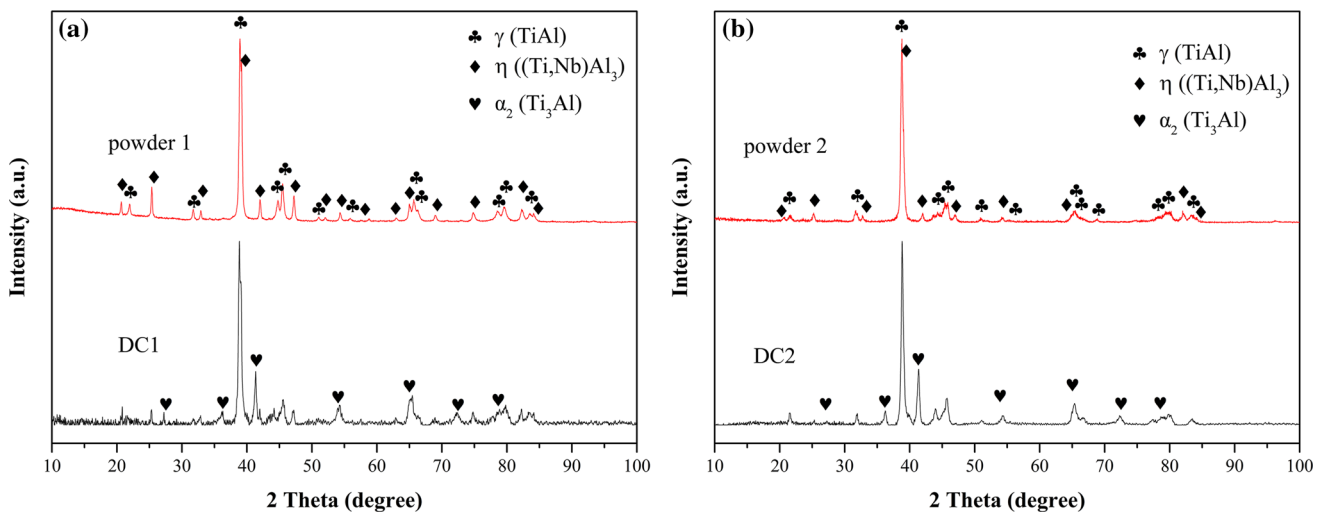 (a)
♣ γ (TiAl)
♦ η ((Ti,Nb)Al₃)
♥ α₂ (Ti₃Al)
powder 1
DC1
Intensity (a.u.)
10 20 30 40 50 60 70 80 90 100
2 Theta (degree)
(b)
♣ γ (TiAl)
♦ η ((Ti,Nb)Al₃)
♥ α₂ (Ti₃Al)
powder 2
DC2
Intensity (a.u.)
10 20 30 40 50 60 70 80 90 100
2 Theta (degree)